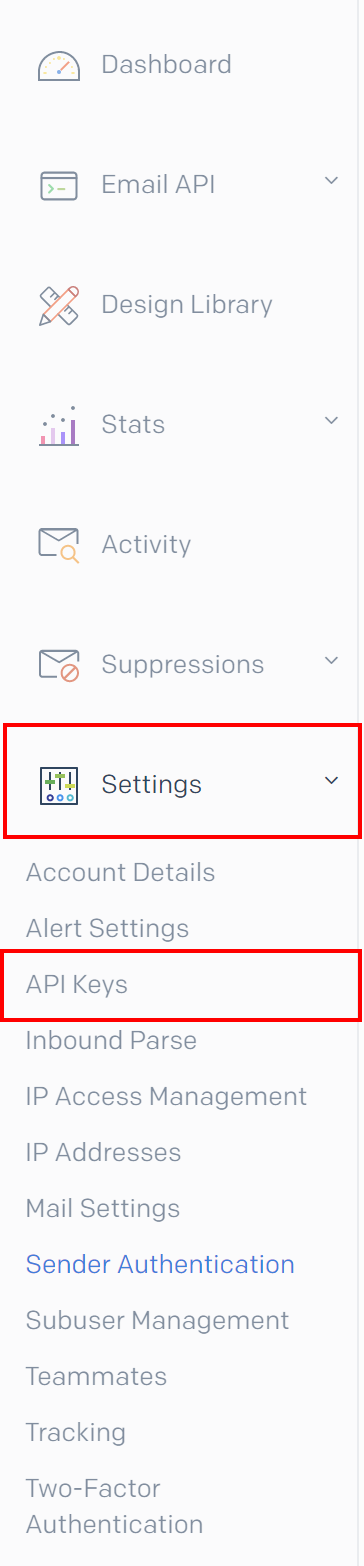 Dashboard
Email API
Design Library
Stats
Activity
Suppressions
Settings
Account Details
Alert Settings
API Keys
Inbound Parse
IP Access Management
IP Addresses
Mail Settings
Sender Authentication
Subuser Management
Teammates
Tracking
Two-Factor
Authentication